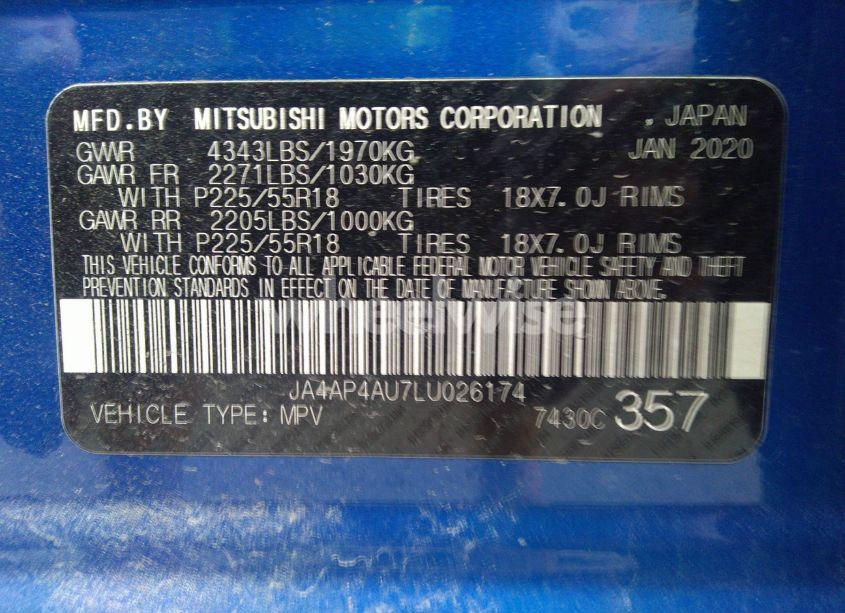 MFD.BY MITSUBISHI MOTORS CORPORATION , JAPAN
GVWR 4343LBS/1970KG JAN 2020
GAWR FR 2271LBS/1030KG
WITH P225/55R18 TIRES 18X7.0J RIMS
GAWR RR 2205LBS/1000KG
WITH P225/55R18 TIRES 18X7.0J RIMS
THIS VEHICLE CONFORMS TO ALL APPLICABLE FEDERAL MOTOR VEHICLE SAFETY AND THEFT
PREVENTION STANDARDS IN EFFECT ON THE DATE OF MANUFACTURE SHOWN ABOVE.
wheelwise
JA4AP4AU7LU026174
VEHICLE TYPE: MPV 7430C 357